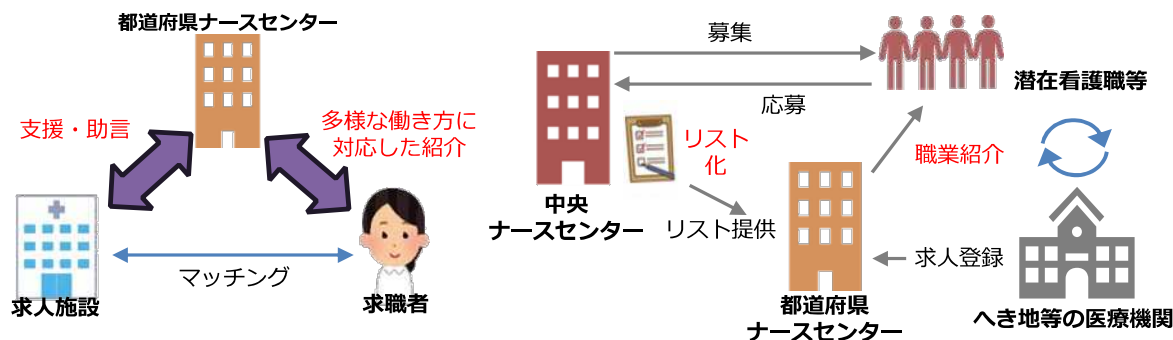 都道府県ナースセンター
支援・助言
多様な働き方に
対応した紹介
マッチング
求人施設
求職者
募集
応募
潜在看護職等
リスト
化
職業紹介
中央
ナースセンター
リスト提供
求人登録
都道府県
ナースセンター
へき地等の医療機関